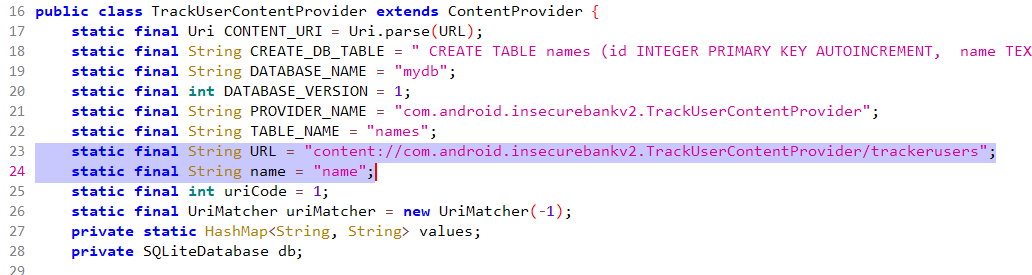 16 public class TrackUserContentProvider extends ContentProvider {
17     static final Uri CONTENT_URI = Uri.parse(URL);
18     static final String CREATE_DB_TABLE = " CREATE TABLE names (id INTEGER PRIMARY KEY AUTOINCREMENT,  name TEX
19     static final String DATABASE_NAME = "mydb";
20     static final int DATABASE_VERSION = 1;
21     static final String PROVIDER_NAME = "com.android.insecurebankv2.TrackUserContentProvider";
22     static final String TABLE_NAME = "names";
23     static final String URL = "content://com.android.insecurebankv2.TrackUserContentProvider/trackerusers";
24     static final String name = "name";
25     static final int uriCode = 1;
26     static final UriMatcher uriMatcher = new UriMatcher(-1);
27     private static HashMap<String, String> values;
28     private SQLiteDatabase db;
29